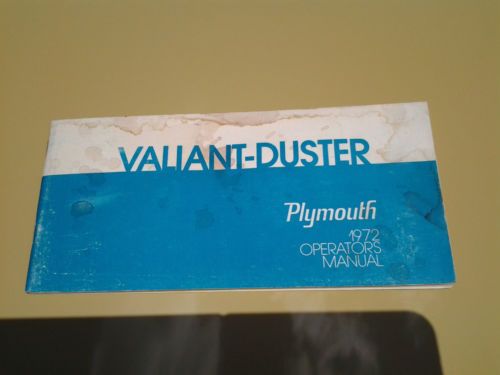 VALIANT-DUSTER
Plymouth
1972
OPERATORS
MANUAL